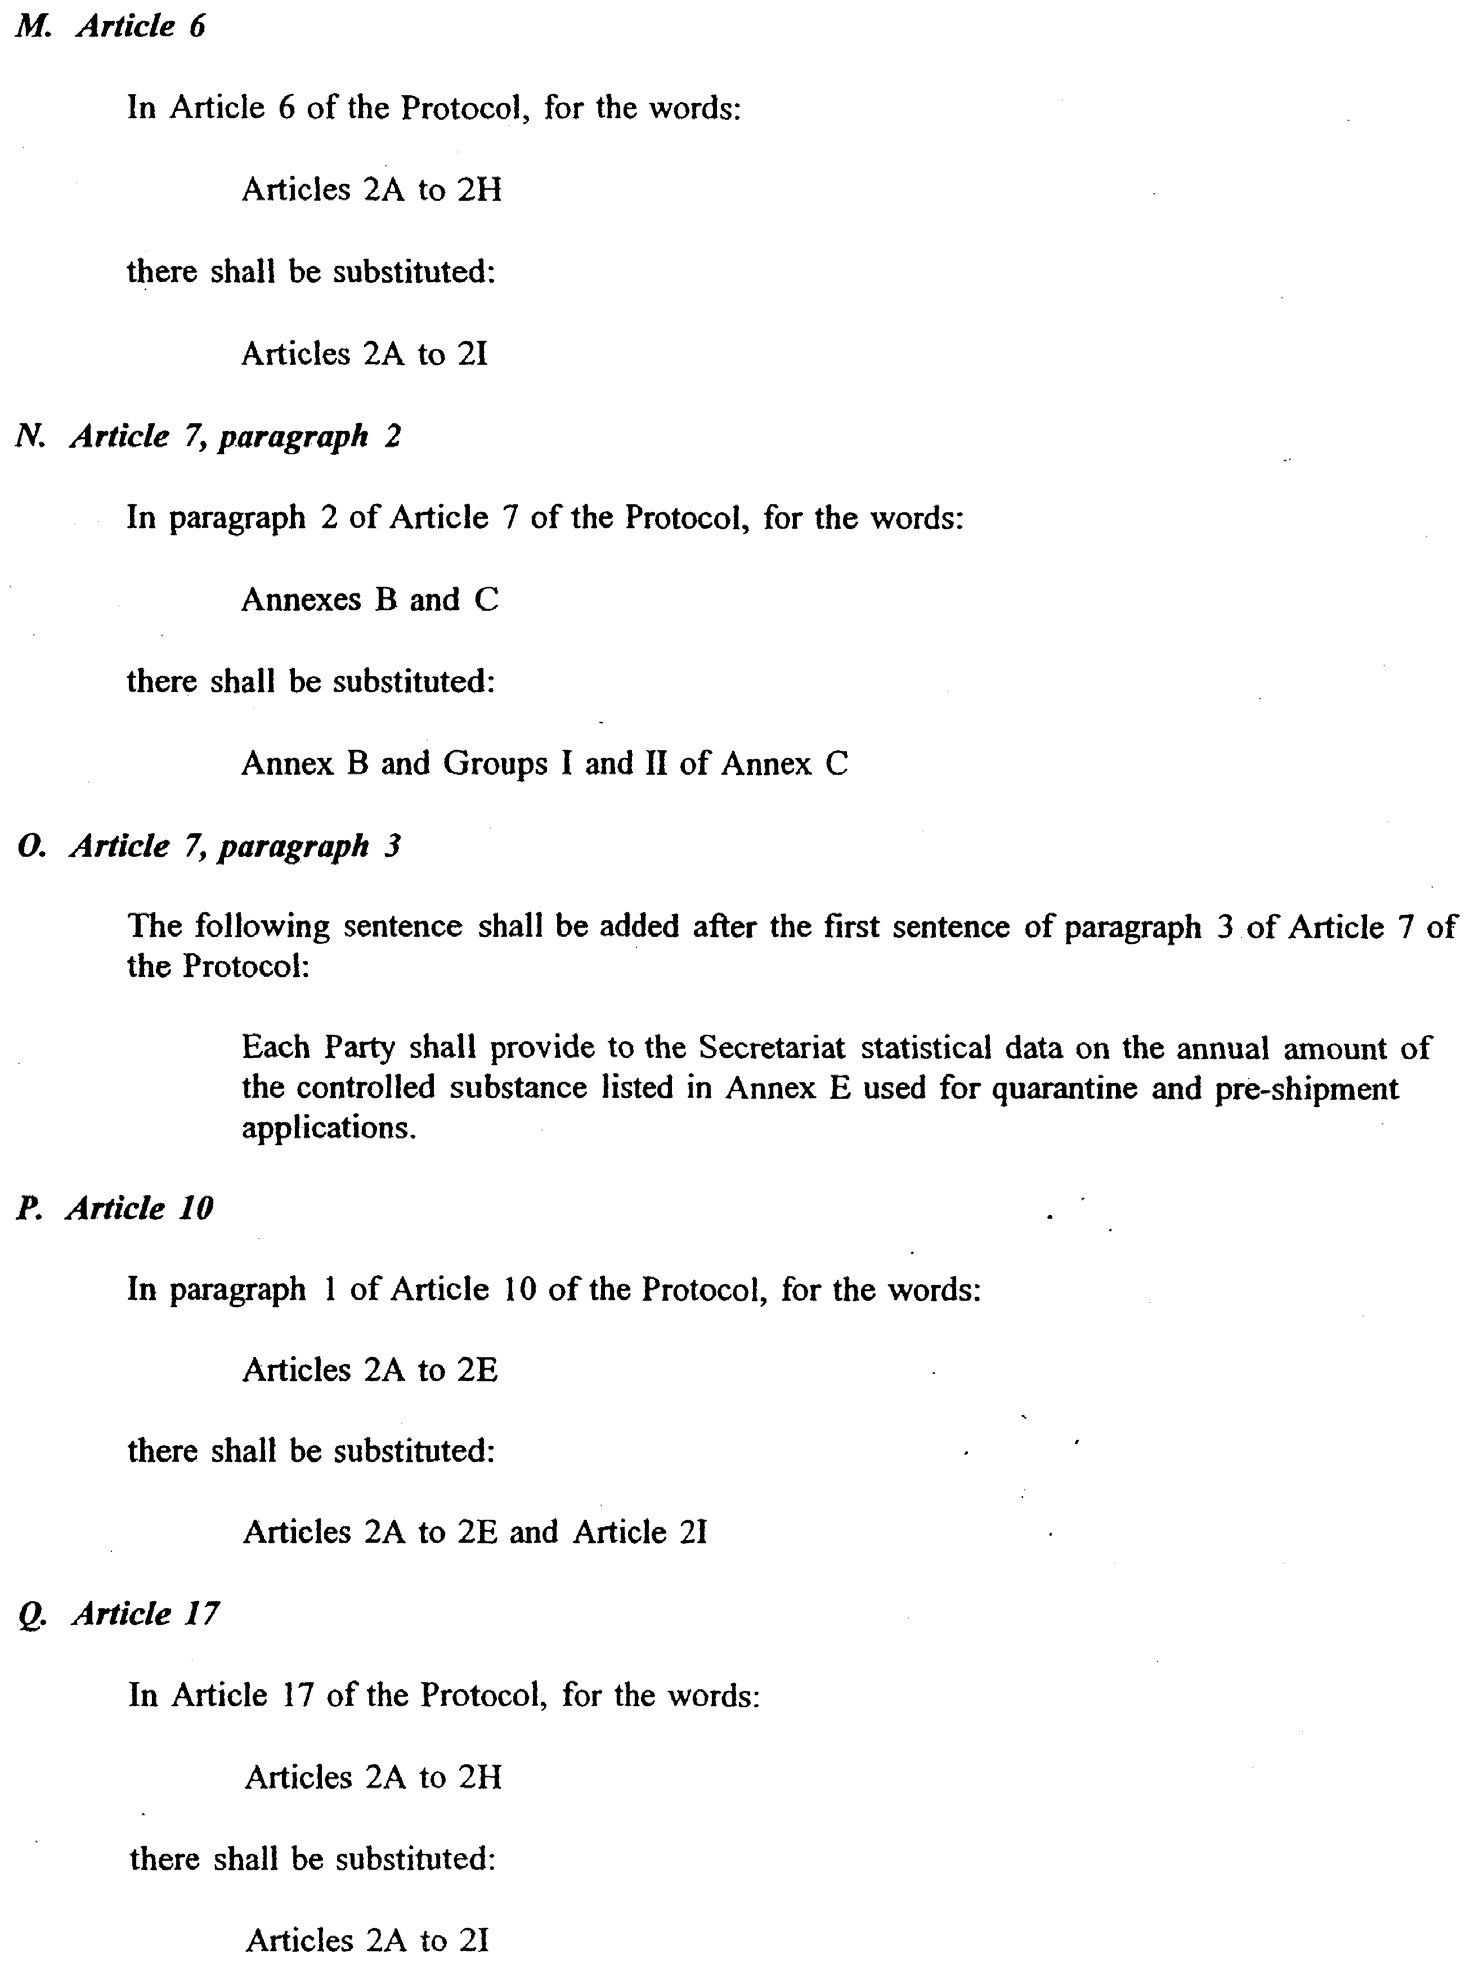 M. Article 6
In Article 6 of the Protocol, for the words:
Articles 2A to 2H
there shall be substituted:
Articles 2A to 2I
N. Article 7, paragraph 2
In paragraph 2 of Article 7 of the Protocol, for the words:
Annexes B and C
there shall be substituted:
Annex B and Groups I and II of Annex C
O. Article 7, paragraph 3
The following sentence shall be added after the first sentence of paragraph 3 of Article 7 of
the Protocol:
Each Party shall provide to the Secretariat statistical data on the annual amount of
the controlled substance listed in Annex E used for quarantine and pre-shipment
applications.
P. Article 10
In paragraph 1 of Article 10 of the Protocol, for the words:
Articles 2A to 2E
there shall be substituted:
Articles 2A to 2E and Article 2I
Q. Article 17
In Article 17 of the Protocol, for the words:
Articles 2A to 2H
there shall be substituted:
Articles 2A to 2I